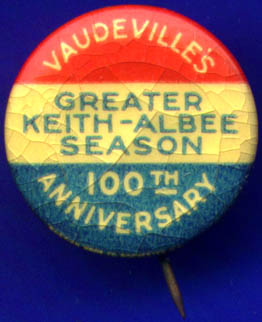 VAUDEVILLE'S
GREATER
KEITH-ALBEE
SEASON
100TH
ANNIVERSARY